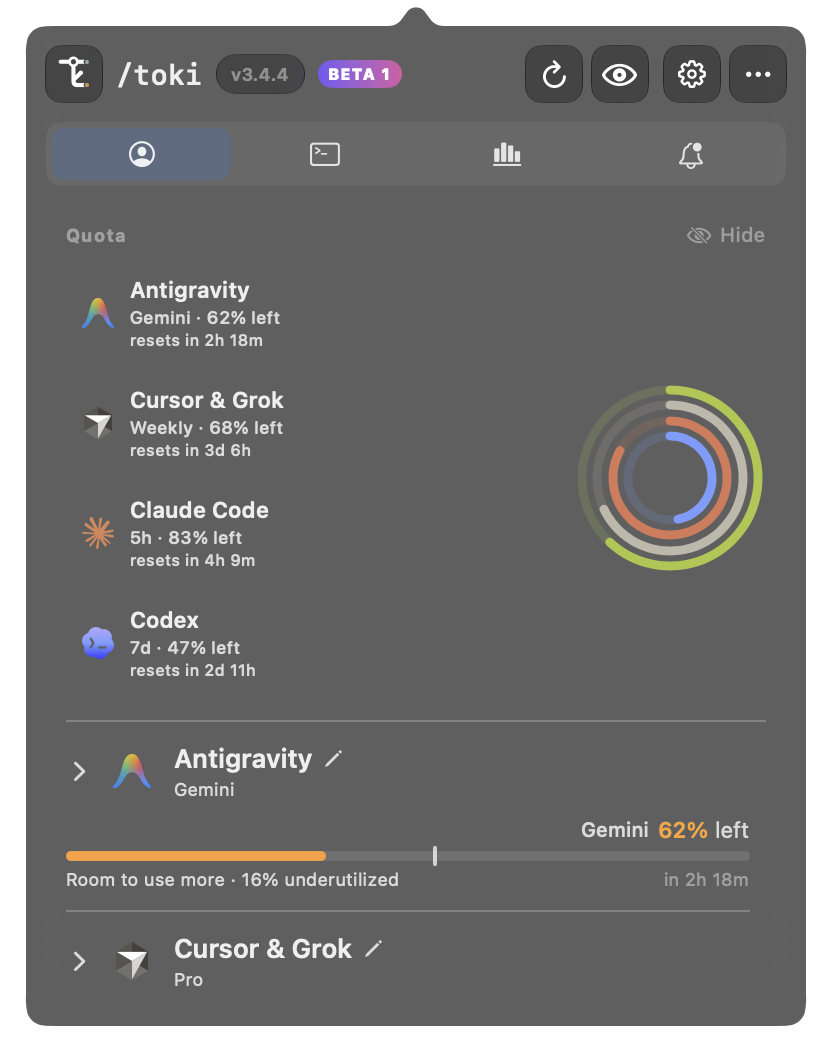 /toki v3.4.4 BETA 1
Quota
Hide
Antigravity
Gemini · 62% left
resets in 2h 18m
Cursor & Grok
Weekly · 68% left
resets in 3d 6h
Claude Code
5h · 83% left
resets in 4h 9m
Codex
7d · 47% left
resets in 2d 11h
Antigravity
Gemini
Gemini 62% left
Room to use more · 16% underutilized
in 2h 18m
Cursor & Grok
Pro